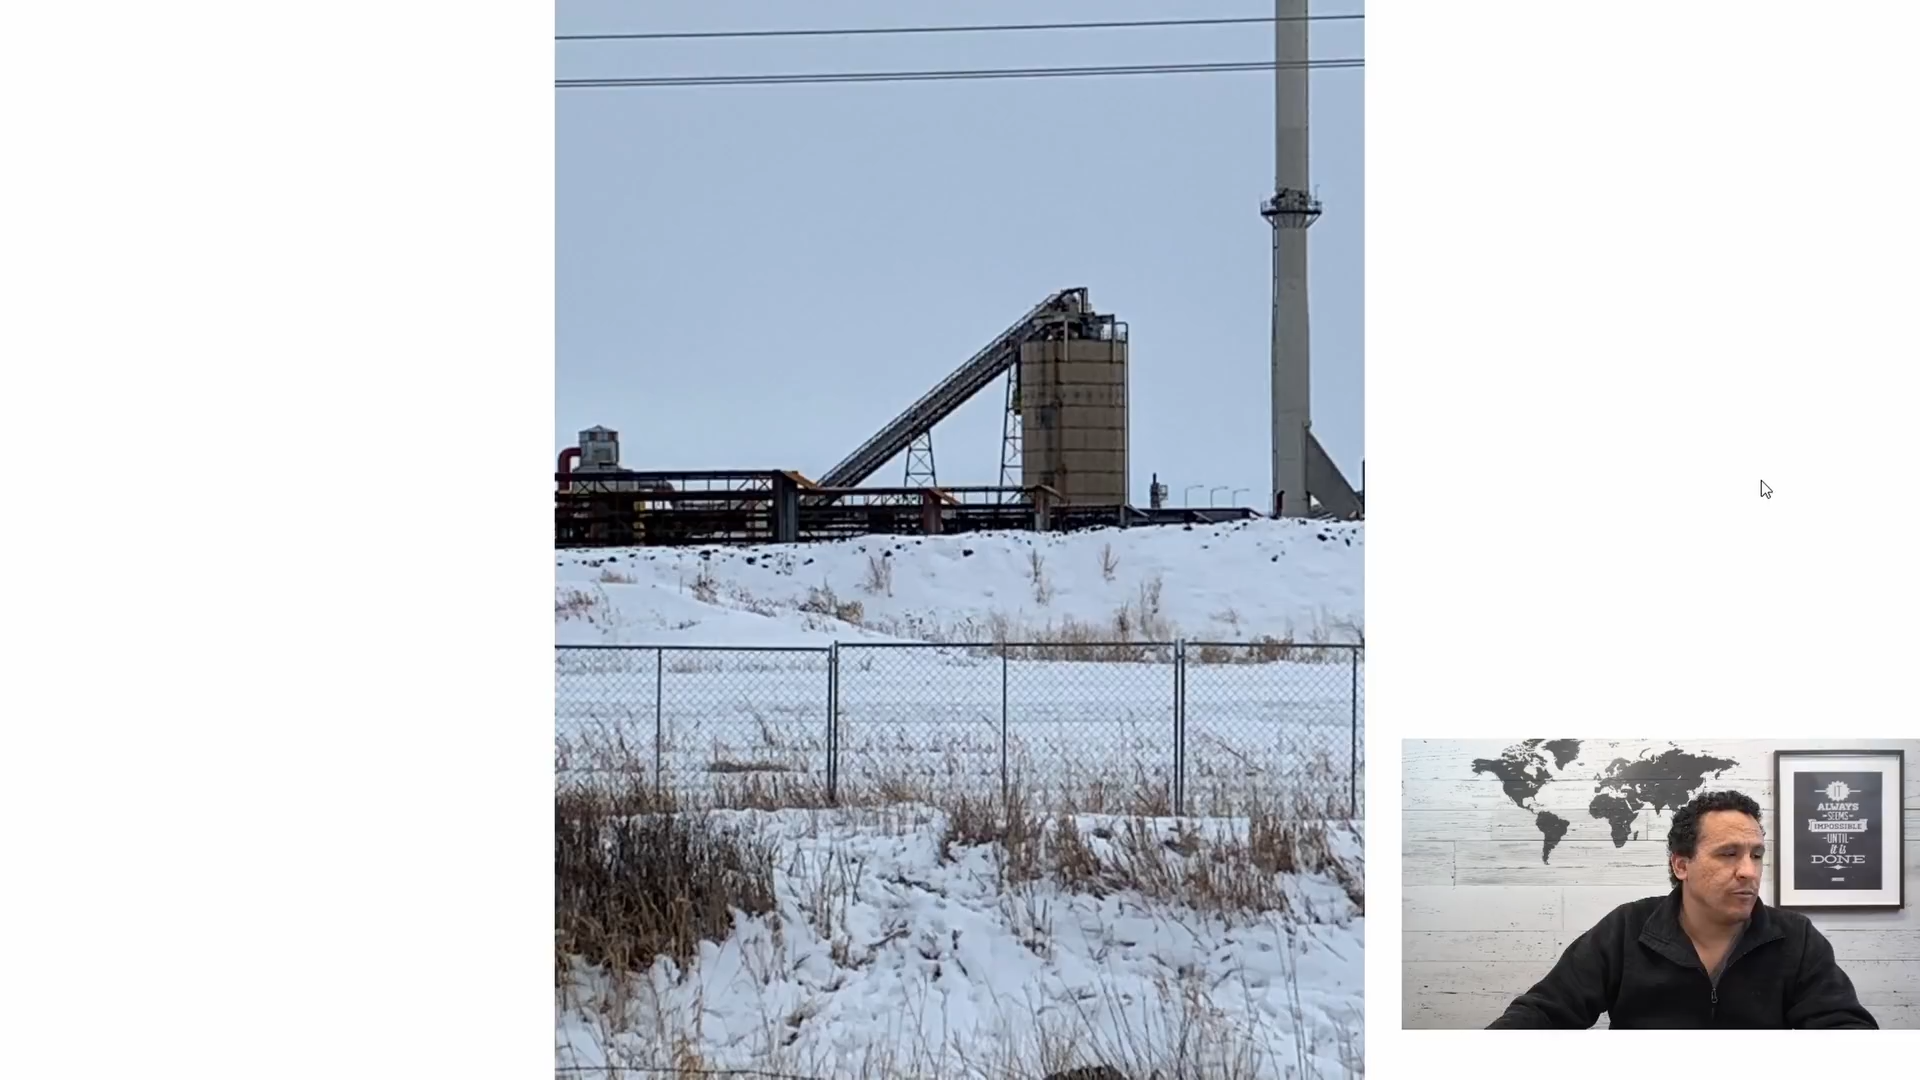 IT
ALWAYS
SEEMS
IMPOSSIBLE
UNTIL
it is
DONE